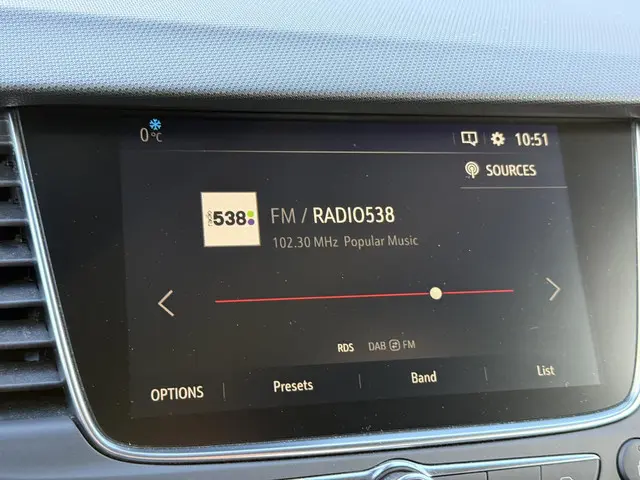 0°C
10:51
SOURCES
radio 538
FM / RADIO538
102.30 MHz Popular Music
RDS DAB FM
OPTIONS Presets Band List